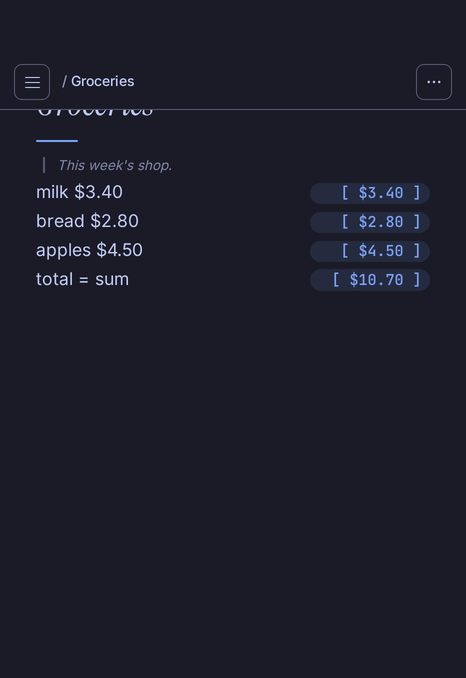 / Groceries
Groceries
This week's shop.
milk $3.40 [ $3.40 ]
bread $2.80 [ $2.80 ]
apples $4.50 [ $4.50 ]
total = sum [ $10.70 ]